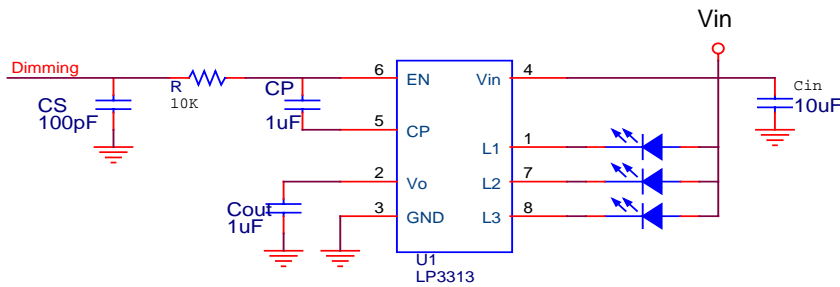 Vin
Dimming
R
10K
CS
100pF
CP
1uF
6
EN
5
CP
2
Vo
3
GND
Cout
1uF
Vin
4
L1
1
L2
7
L3
8
Cin
10uF
U1
LP3313